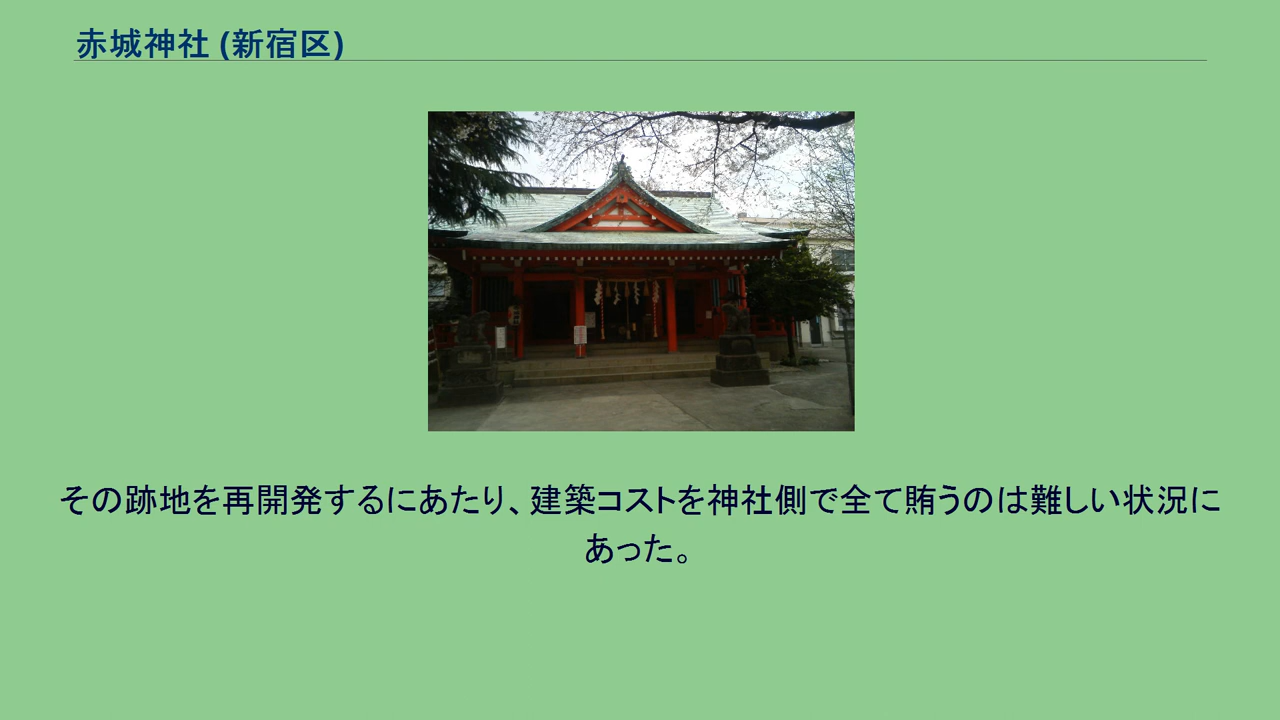 赤城神社 (新宿区)
その跡地を再開発するにあたり、建築コストを神社側で全て賄うのは難しい状況に
あった。